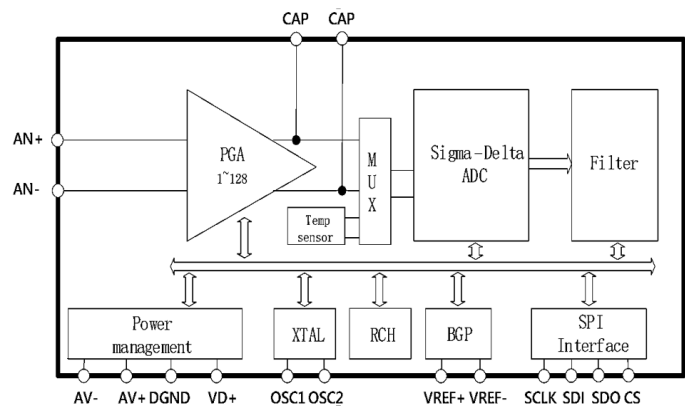 CAP CAP
AN+
AN-
PGA
1~128
MUX
Temp
sensor
Sigma-Delta
ADC
Filter
Power
management
XTAL
RCH
BGP
SPI
Interface
AV- AV+ DGND VD+ OSC1 OSC2 VREF+ VREF- SCLK SDI SDO CS